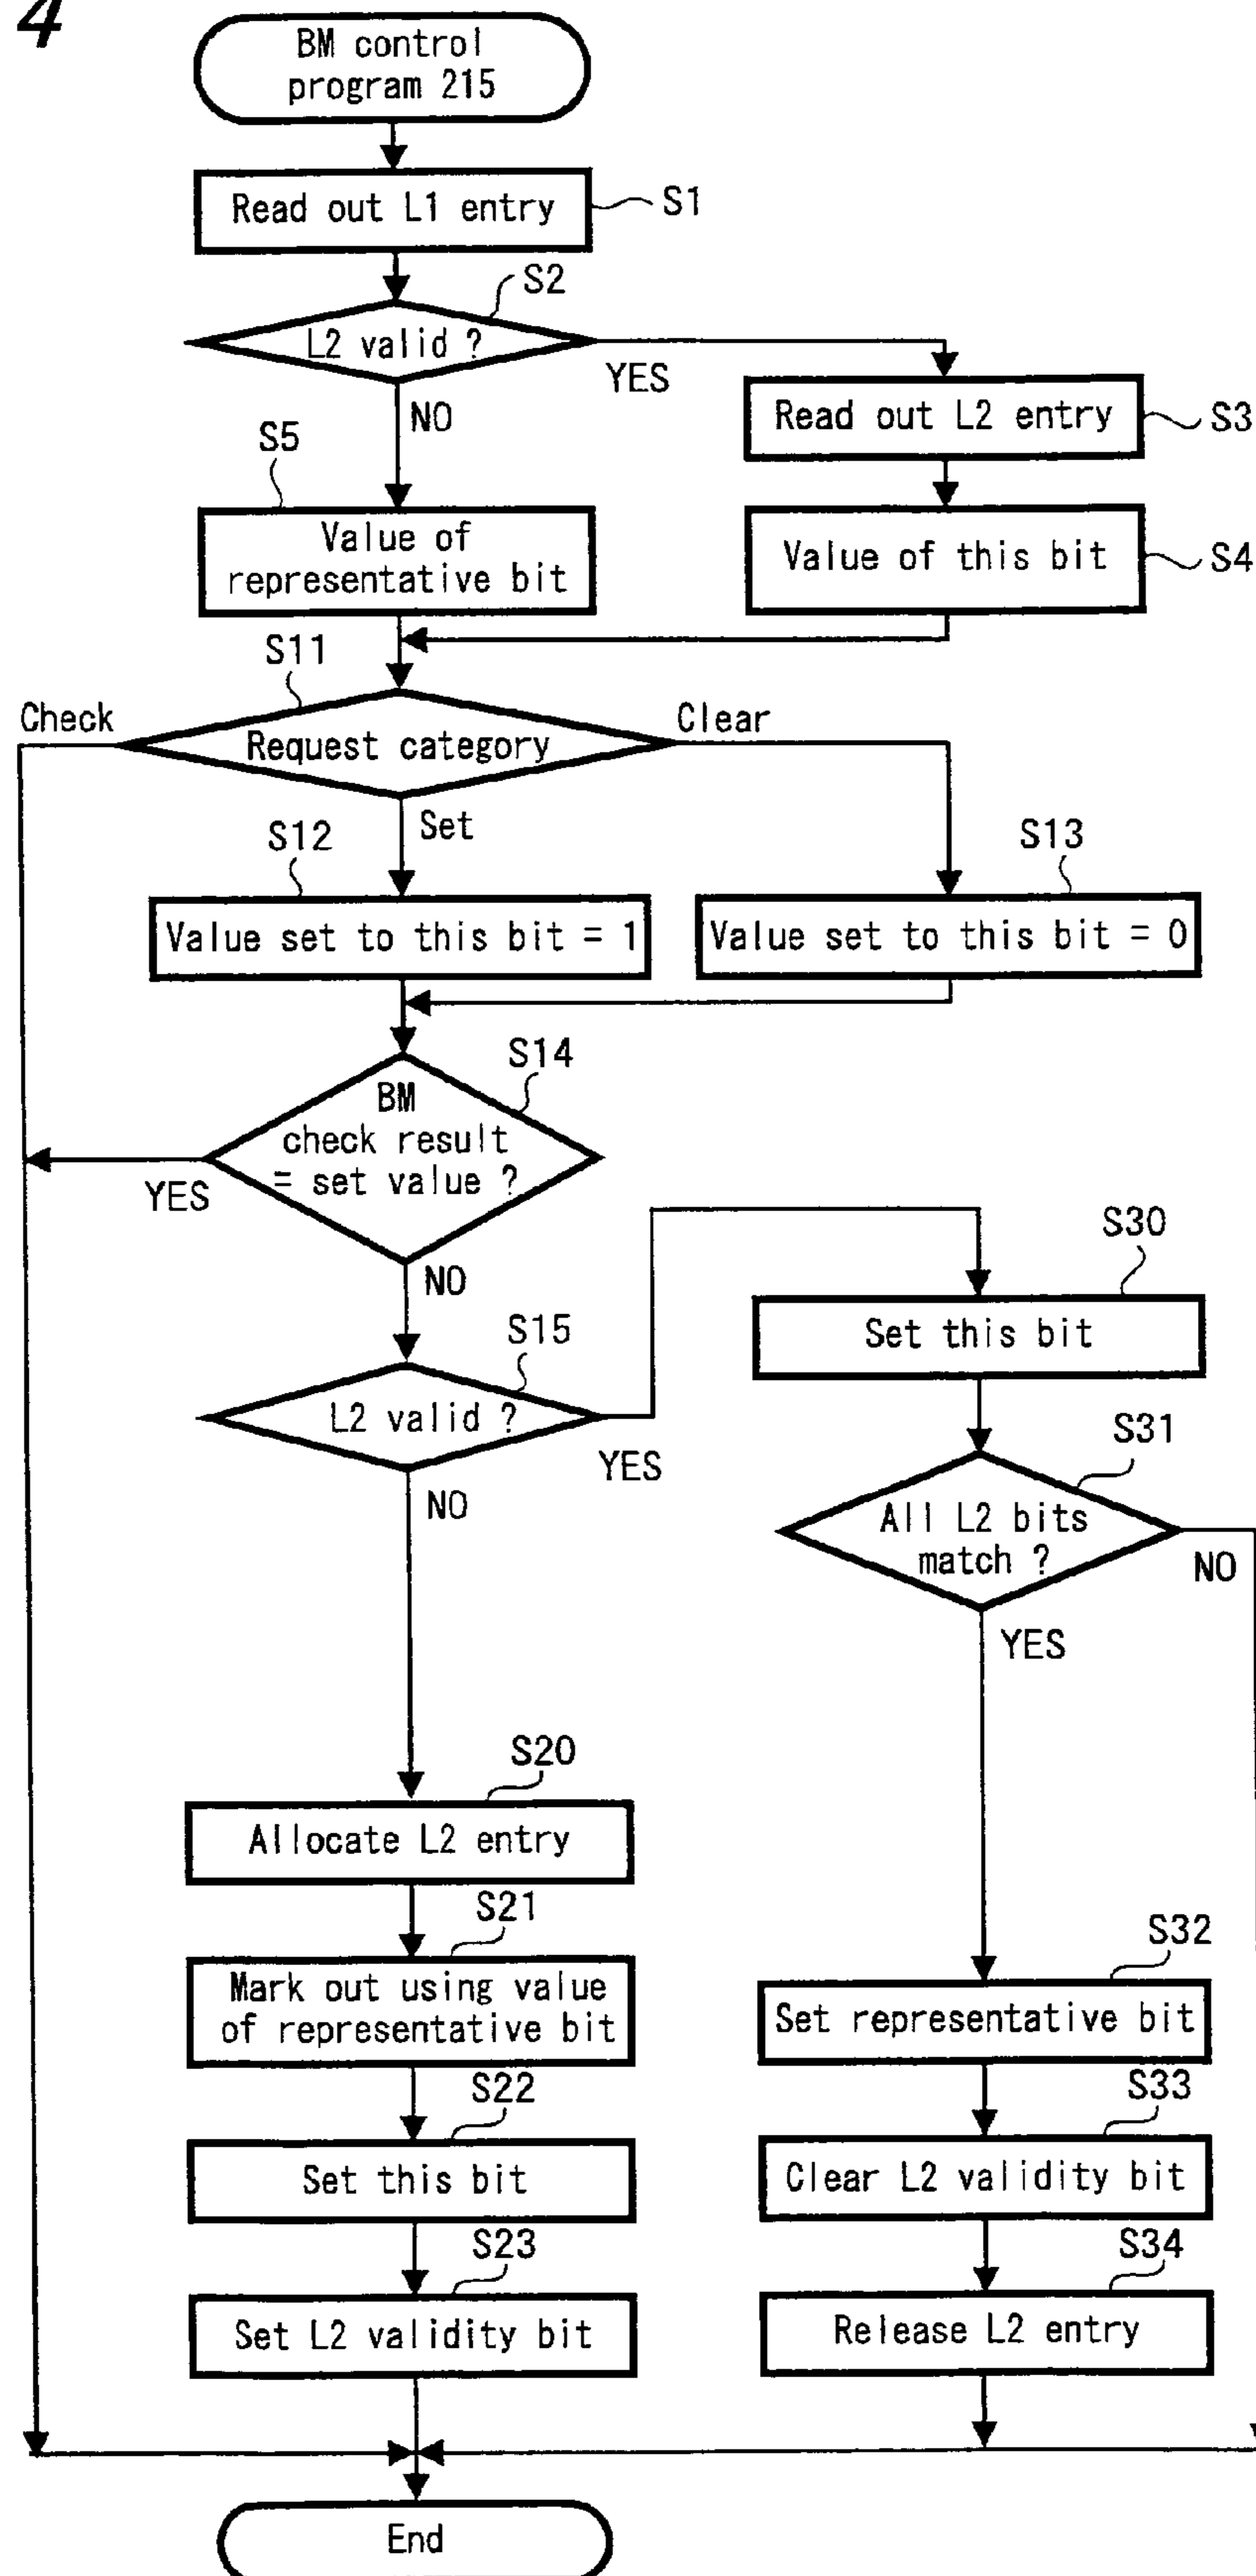 4
BM control
program 215
Read out L1 entry
S1
S2
L2 valid ?
YES
NO
Read out L2 entry
S3
S5
Value of
representative bit
Value of this bit
S4
S11
Check
Request category
Clear
Set
S12
S13
Value set to this bit = 1
Value set to this bit = 0
S14
BM
check result
= set value ?
YES
NO
S30
Set this bit
S15
L2 valid ?
YES
NO
S31
All L2 bits
match ?
NO
YES
S20
Allocate L2 entry
S21
Mark out using value
of representative bit
S32
Set representative bit
S22
Set this bit
S33
Clear L2 validity bit
S23
Set L2 validity bit
S34
Release L2 entry
End